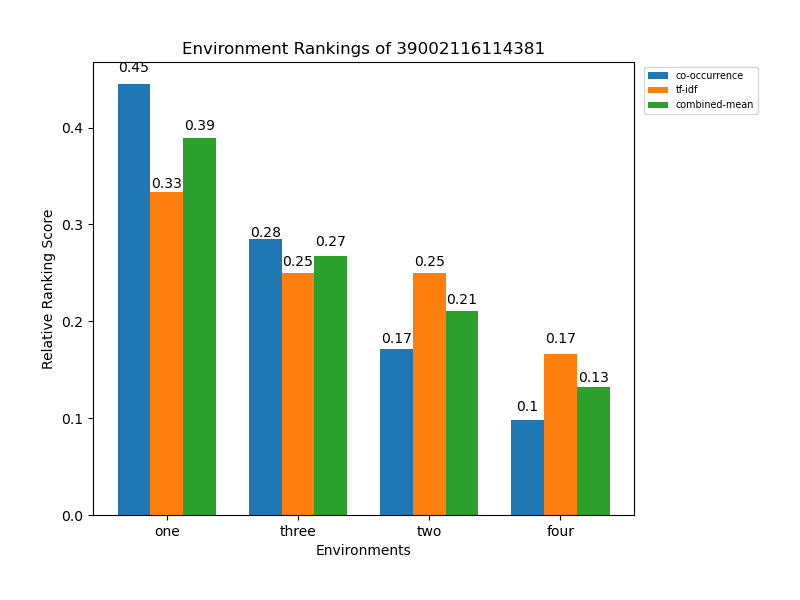 Environment Rankings of 39002116114381
0.45
0.33
0.39
0.28
0.25
0.27
0.17
0.25
0.21
0.1
0.17
0.13
co-occurrence
tf-idf
combined-mean
Relative Ranking Score
0.4
0.3
0.2
0.1
0.0
one three two four
Environments